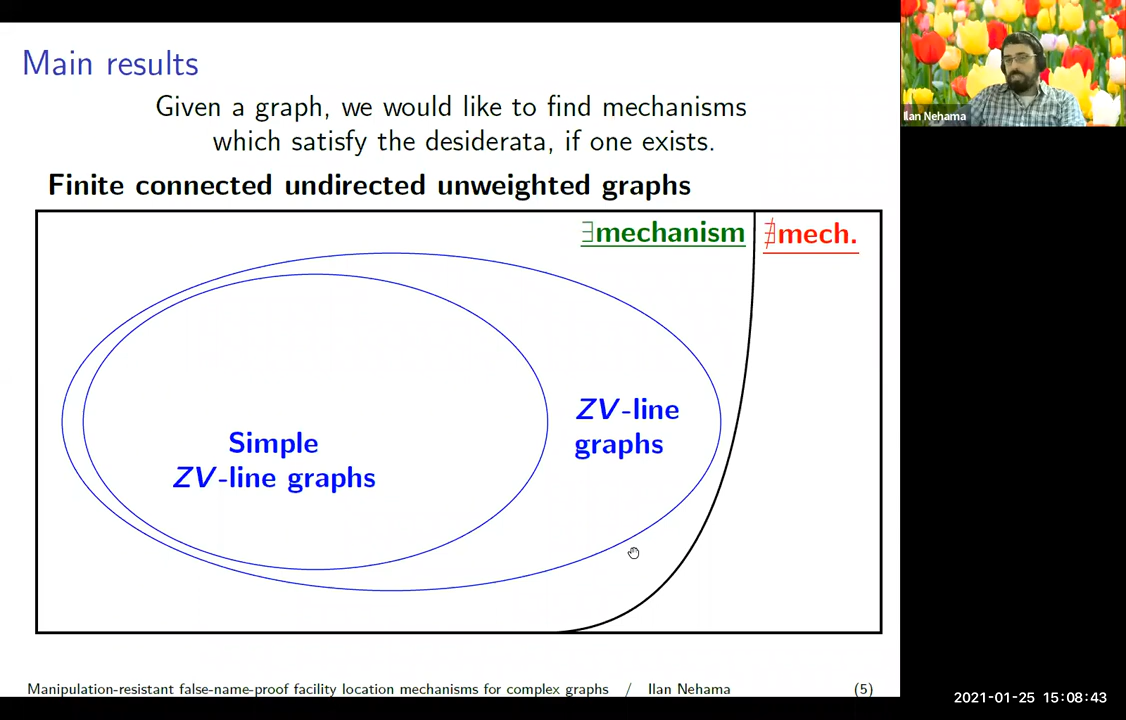 Main results
Given a graph, we would like to find mechanisms
which satisfy the desiderata, if one exists.
Finite connected undirected unweighted graphs
∃mechanism
∄mech.
ZV-line
graphs
Simple
ZV-line graphs
Manipulation-resistant false-name-proof facility location mechanisms for complex graphs / Ilan Nehama (5)
Ilan Nehama
2021-01-25 15:08:43